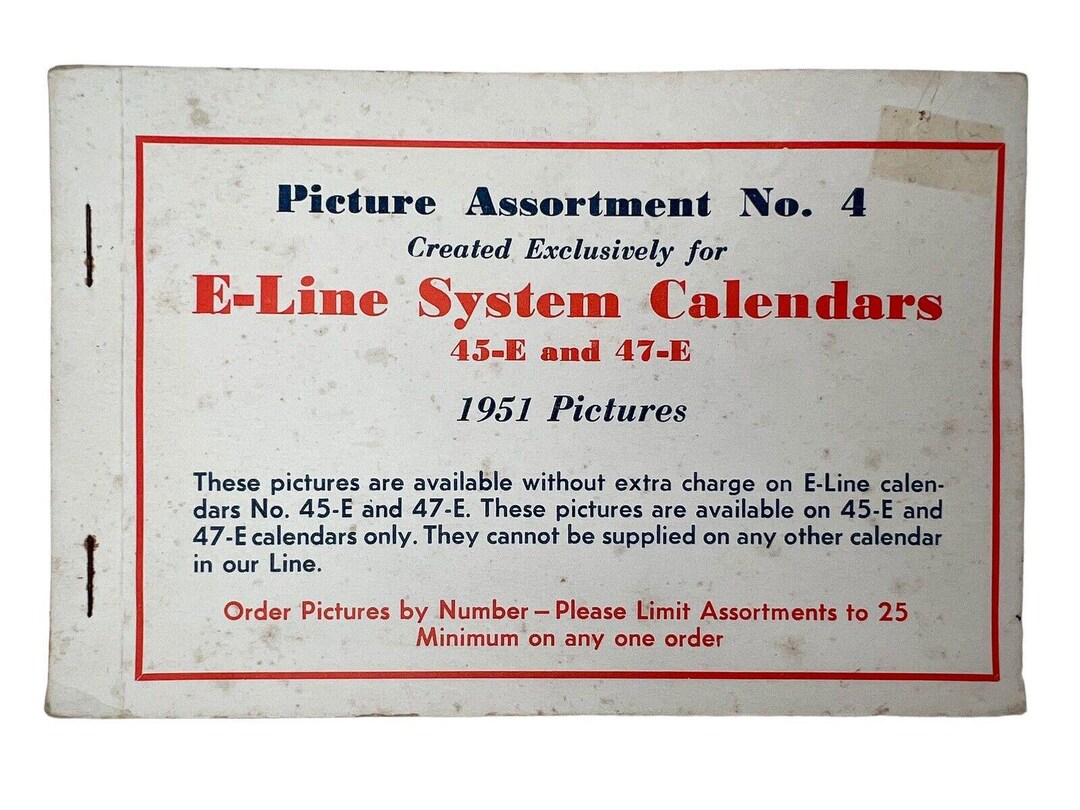 Picture Assortment No. 4
Created Exclusively for
E-Line System Calendars
45-E and 47-E
1951 Pictures
These pictures are available without extra charge on E-Line calen-
dars No. 45-E and 47-E. These pictures are available on 45-E and
47-E calendars only. They cannot be supplied on any other calendar
in our Line.
Order Pictures by Number — Please Limit Assortments to 25
Minimum on any one order